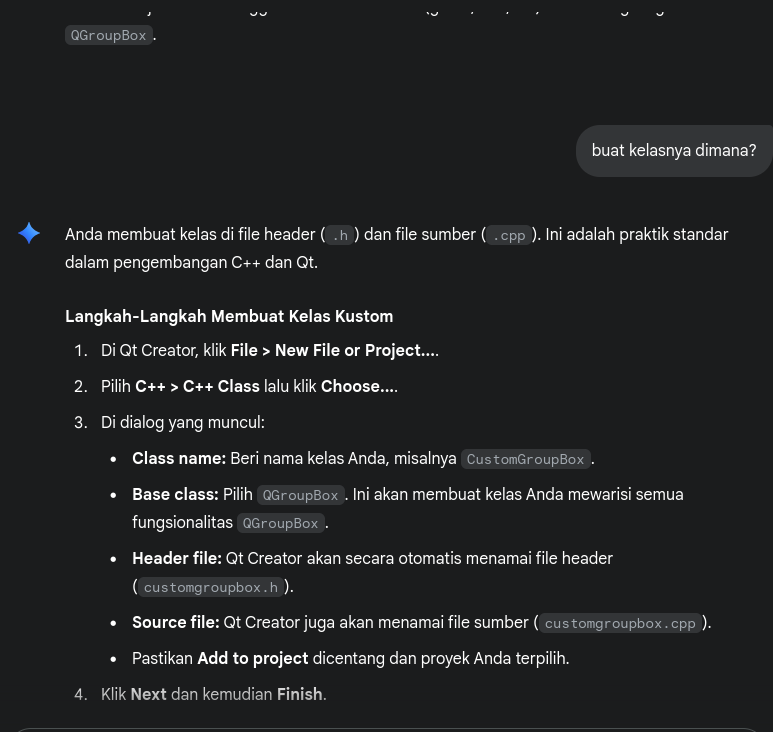 QGroupBox.
buat kelasnya dimana?
Anda membuat kelas di file header (.h) dan file sumber (.cpp). Ini adalah praktik standar
dalam pengembangan C++ dan Qt.
Langkah-Langkah Membuat Kelas Kustom
1. Di Qt Creator, klik File > New File or Project....
2. Pilih C++ > C++ Class lalu klik Choose....
3. Di dialog yang muncul:
• Class name: Beri nama kelas Anda, misalnya CustomGroupBox.
• Base class: Pilih QGroupBox. Ini akan membuat kelas Anda mewarisi semua
fungsionalitas QGroupBox.
• Header file: Qt Creator akan secara otomatis menamai file header
(customgroupbox.h).
• Source file: Qt Creator juga akan menamai file sumber (customgroupbox.cpp).
• Pastikan Add to project dicentang dan proyek Anda terpilih.
4. Klik Next dan kemudian Finish.